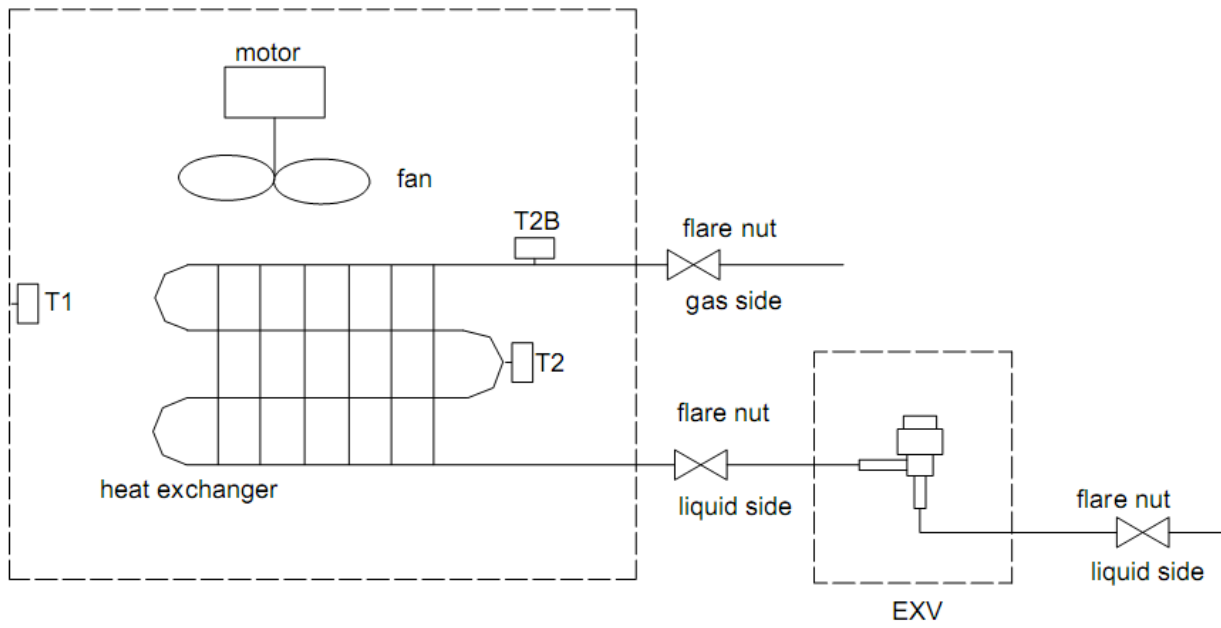 motor
fan
T2B
flare nut
gas side
T1
T2
flare nut
heat exchanger
liquid side
flare nut
liquid side
EXV